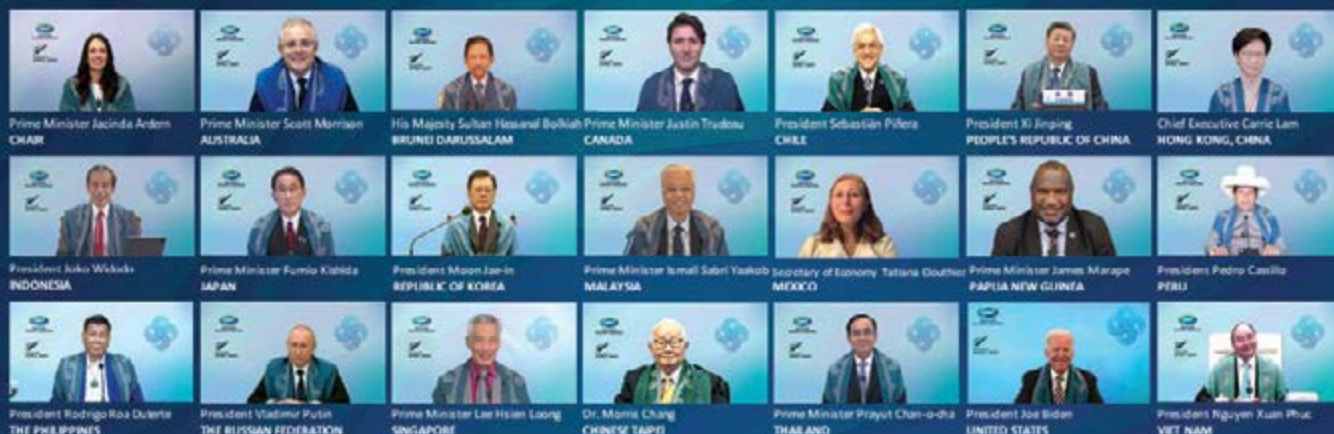 Prime Minister Jacinda Ardern
CHAIR
Prime Minister Scott Morrison
AUSTRALIA
His Majesty Sultan Hassanal Bolkiah
BRUNEI DARUSSALAM
Prime Minister Justin Trudeau
CANADA
President Sebastián Piñera
CHILE
President Xi Jinping
PEOPLE'S REPUBLIC OF CHINA
Chief Executive Carrie Lam
HONG KONG, CHINA
President Joko Widodo
INDONESIA
Prime Minister Fumio Kishida
JAPAN
President Moon Jae-in
REPUBLIC OF KOREA
Prime Minister Ismail Sabri Yaakob
MALAYSIA
Secretary of Economy Tatiana Clouthier
MEXICO
Prime Minister James Marape
PAPUA NEW GUINEA
President Pedro Castillo
PERU
President Rodrigo Roa Duterte
THE PHILIPPINES
President Vladimir Putin
THE RUSSIAN FEDERATION
Prime Minister Lee Hsien Loong
SINGAPORE
Dr. Morris Chang
CHINESE TAIPEI
Prime Minister Prayut Chan-o-cha
THAILAND
President Joe Biden
UNITED STATES
President Nguyen Xuan Phuc
VIET NAM